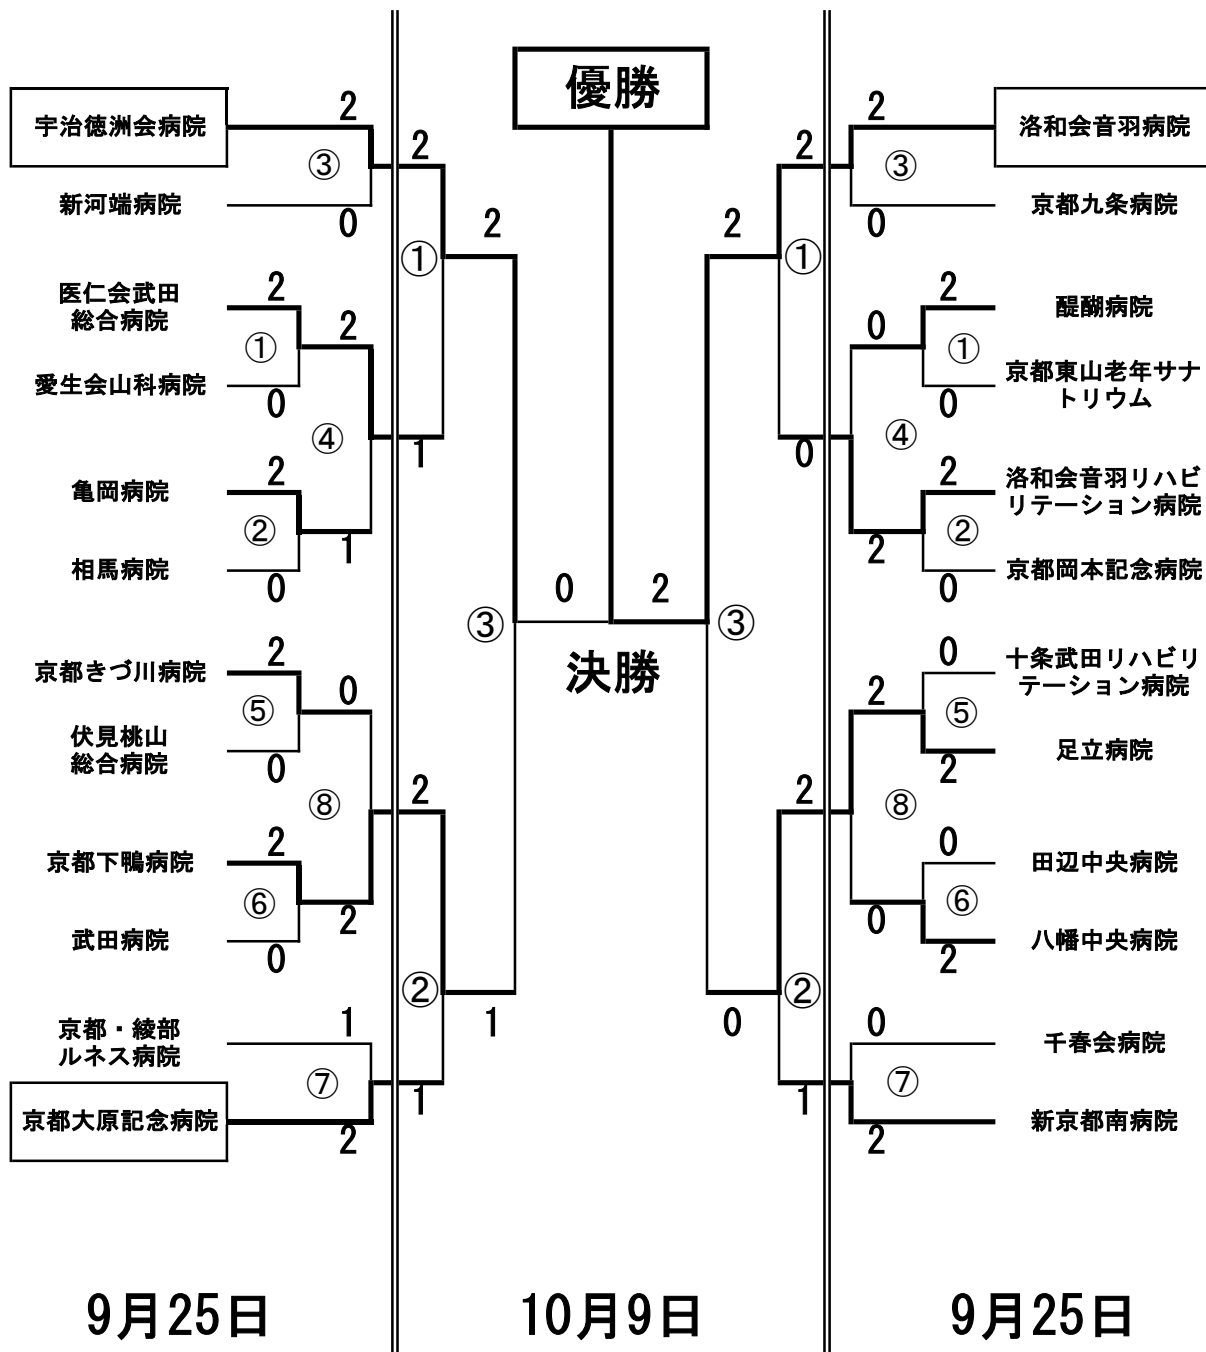 優勝
宇治徳洲会病院
2
③
新河端病院
0
医仁会武田
総合病院
2
①
愛生会山科病院
0
2
④
亀岡病院
2
②
相馬病院
0
1
京都きづ川病院
2
⑤
伏見桃山
総合病院
0
0
⑧
京都下鴨病院
2
⑥
武田病院
0
2
京都・綾部
ルネス病院
1
⑦
京都大原記念病院
2
9月25日
2
①
1
2
2
②
1
1
③
0
2
決勝
③
2
①
0
2
2
②
1
0
10月9日
2
洛和会音羽病院
③
0
京都九条病院
2
醍醐病院
①
京都東山老年サナ
トリウム
0
0
④
2
洛和会音羽リハビ
リテーション病院
②
京都岡本記念病院
0
2
0
十条武田リハビリ
テーション病院
⑤
足立病院
2
2
⑧
0
田辺中央病院
⑥
八幡中央病院
2
0
0
千春会病院
⑦
新京都南病院
2
9月25日